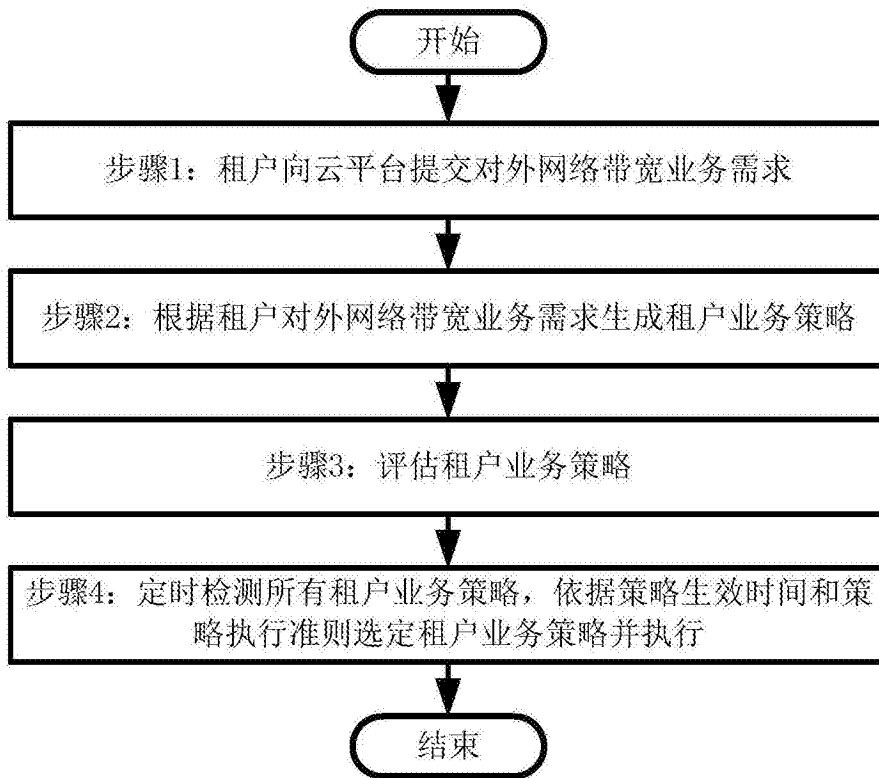 开始
步骤1：租户向云平台提交对外网络带宽业务需求
步骤2：根据租户对外网络带宽业务需求生成租户业务策略
步骤3：评估租户业务策略
步骤4：定时检测所有租户业务策略，依据策略生效时间和策
略执行准则选定租户业务策略并执行
结束